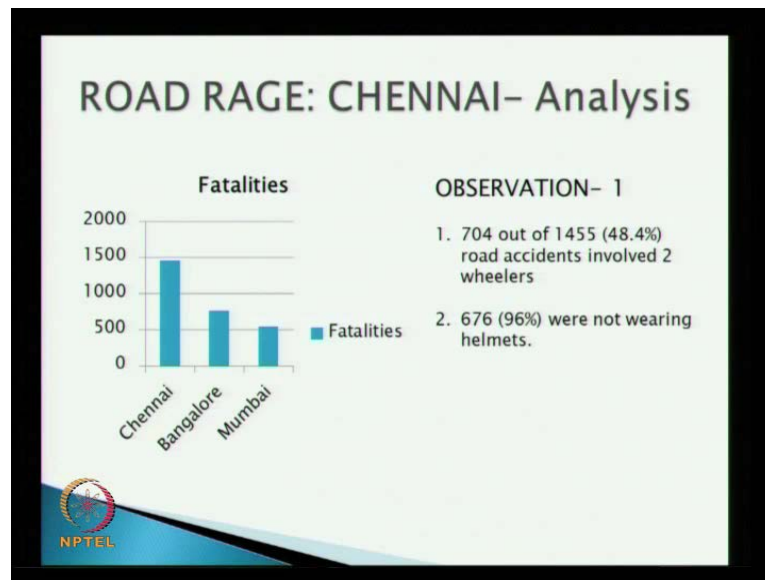 ROAD RAGE: CHENNAI– Analysis
Fatalities
2000
1500
1000
500
0
Chennai
Bangalore
Mumbai
Fatalities
OBSERVATION– 1
1. 704 out of 1455 (48.4%)
road accidents involved 2
wheelers
2. 676 (96%) were not wearing
helmets.
NPTEL